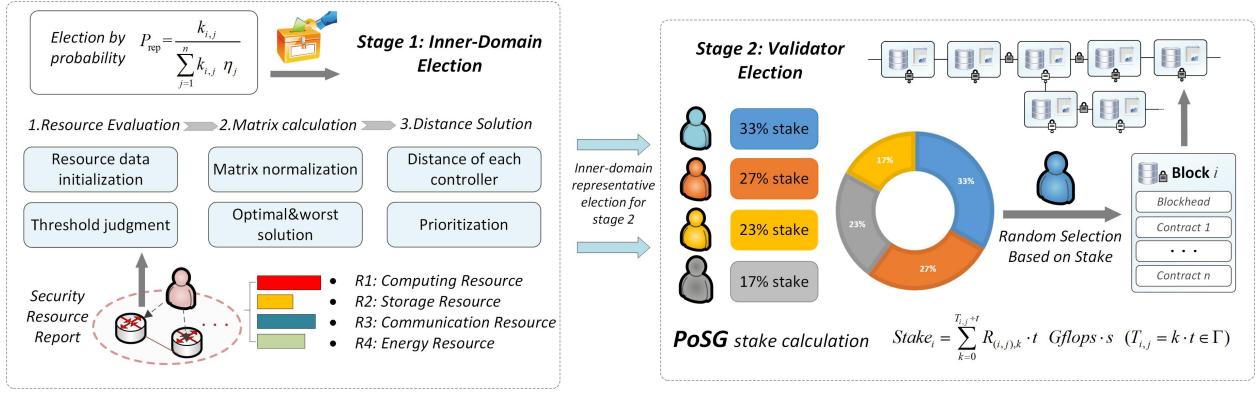 Election by
probability
P_rep = k_{i,j} / \sum_{j=1}^{n} k_{i,j} η_j
Stage 1: Inner-Domain
Election
1.Resource Evaluation
2.Matrix calculation
3.Distance Solution
Resource data
initialization
Matrix normalization
Distance of each
controller
Threshold judgment
Optimal&worst
solution
Prioritization
Security
Resource
Report
• R1: Computing Resource
• R2: Storage Resource
• R3: Communication Resource
• R4: Energy Resource
Inner-domain
representative
election for
stage 2
Stage 2: Validator
Election
33% stake
27% stake
23% stake
17% stake
17%
33%
23%
27%
Random Selection
Based on Stake
Block i
Blockhead
Contract 1
· · ·
Contract n
PoSG stake calculation
Stake_i = \sum_{k=0}^{T_{i,j}+t} R_{(i,j),k} · t Gflops · s (T_{i,j} = k · t ∈ Γ)